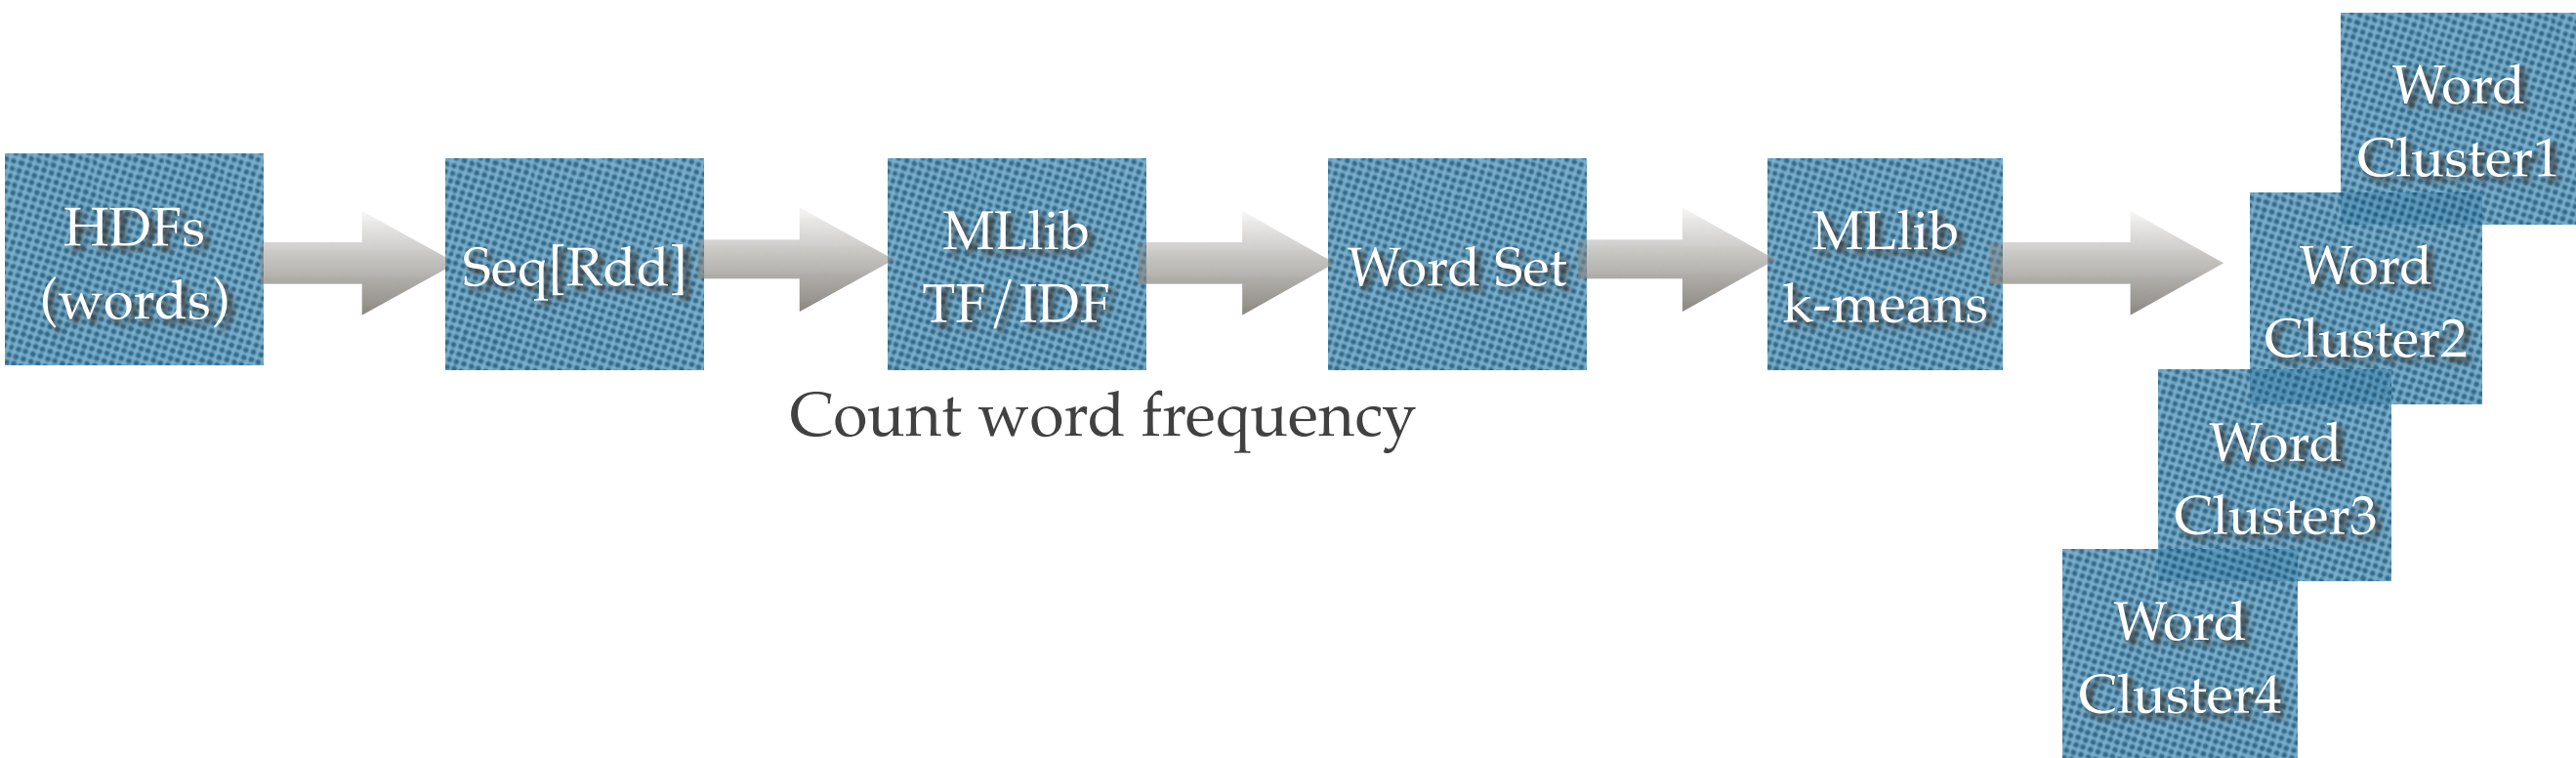 HDFs
(words)
Seq[Rdd]
MLlib
TF/IDF
Count word frequency
Word Set
MLlib
k-means
Word
Cluster1
Word
Cluster2
Word
Cluster3
Word
Cluster4